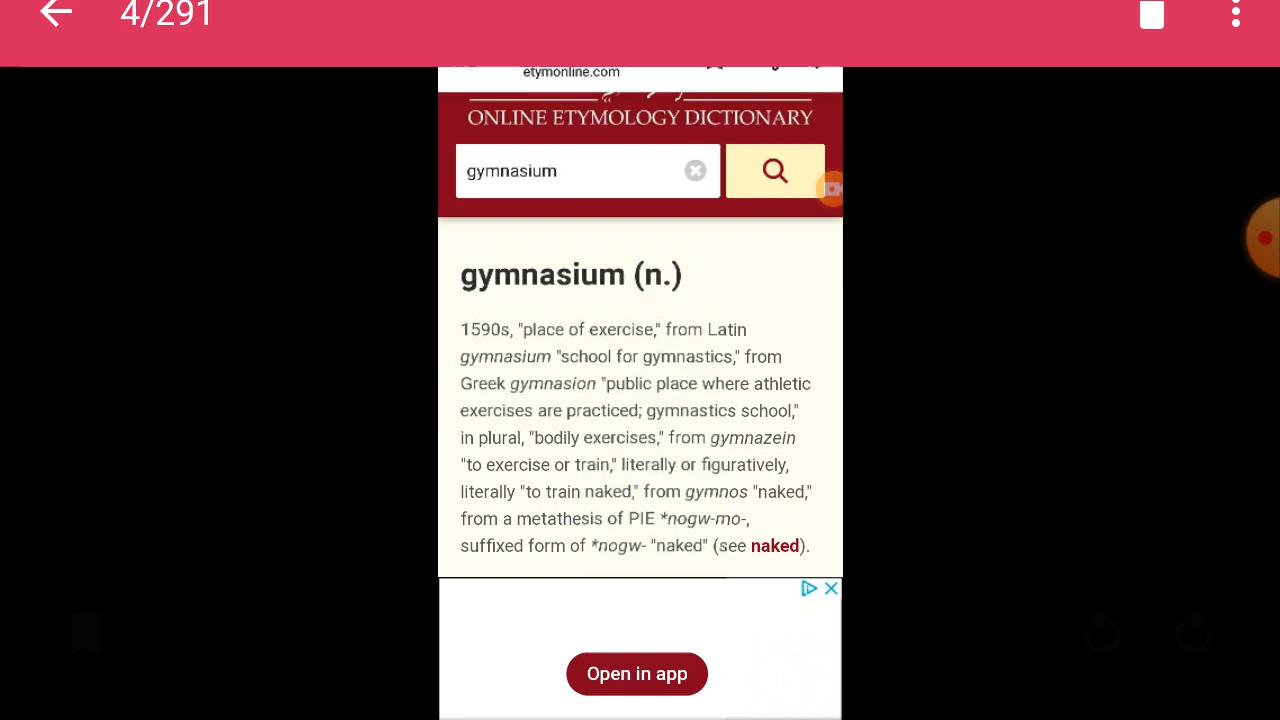 4/291
etymonline.com
ONLINE ETYMOLOGY DICTIONARY
gymnasium
gymnasium (n.)
1590s, "place of exercise," from Latin
gymnasium "school for gymnastics," from
Greek gymnasion "public place where athletic
exercises are practiced; gymnastics school,"
in plural, "bodily exercises," from gymnazein
"to exercise or train," literally or figuratively,
literally "to train naked," from gymnos "naked,"
from a metathesis of PIE *nogw-mo-,
suffixed form of *nogw- "naked" (see naked).
Open in app